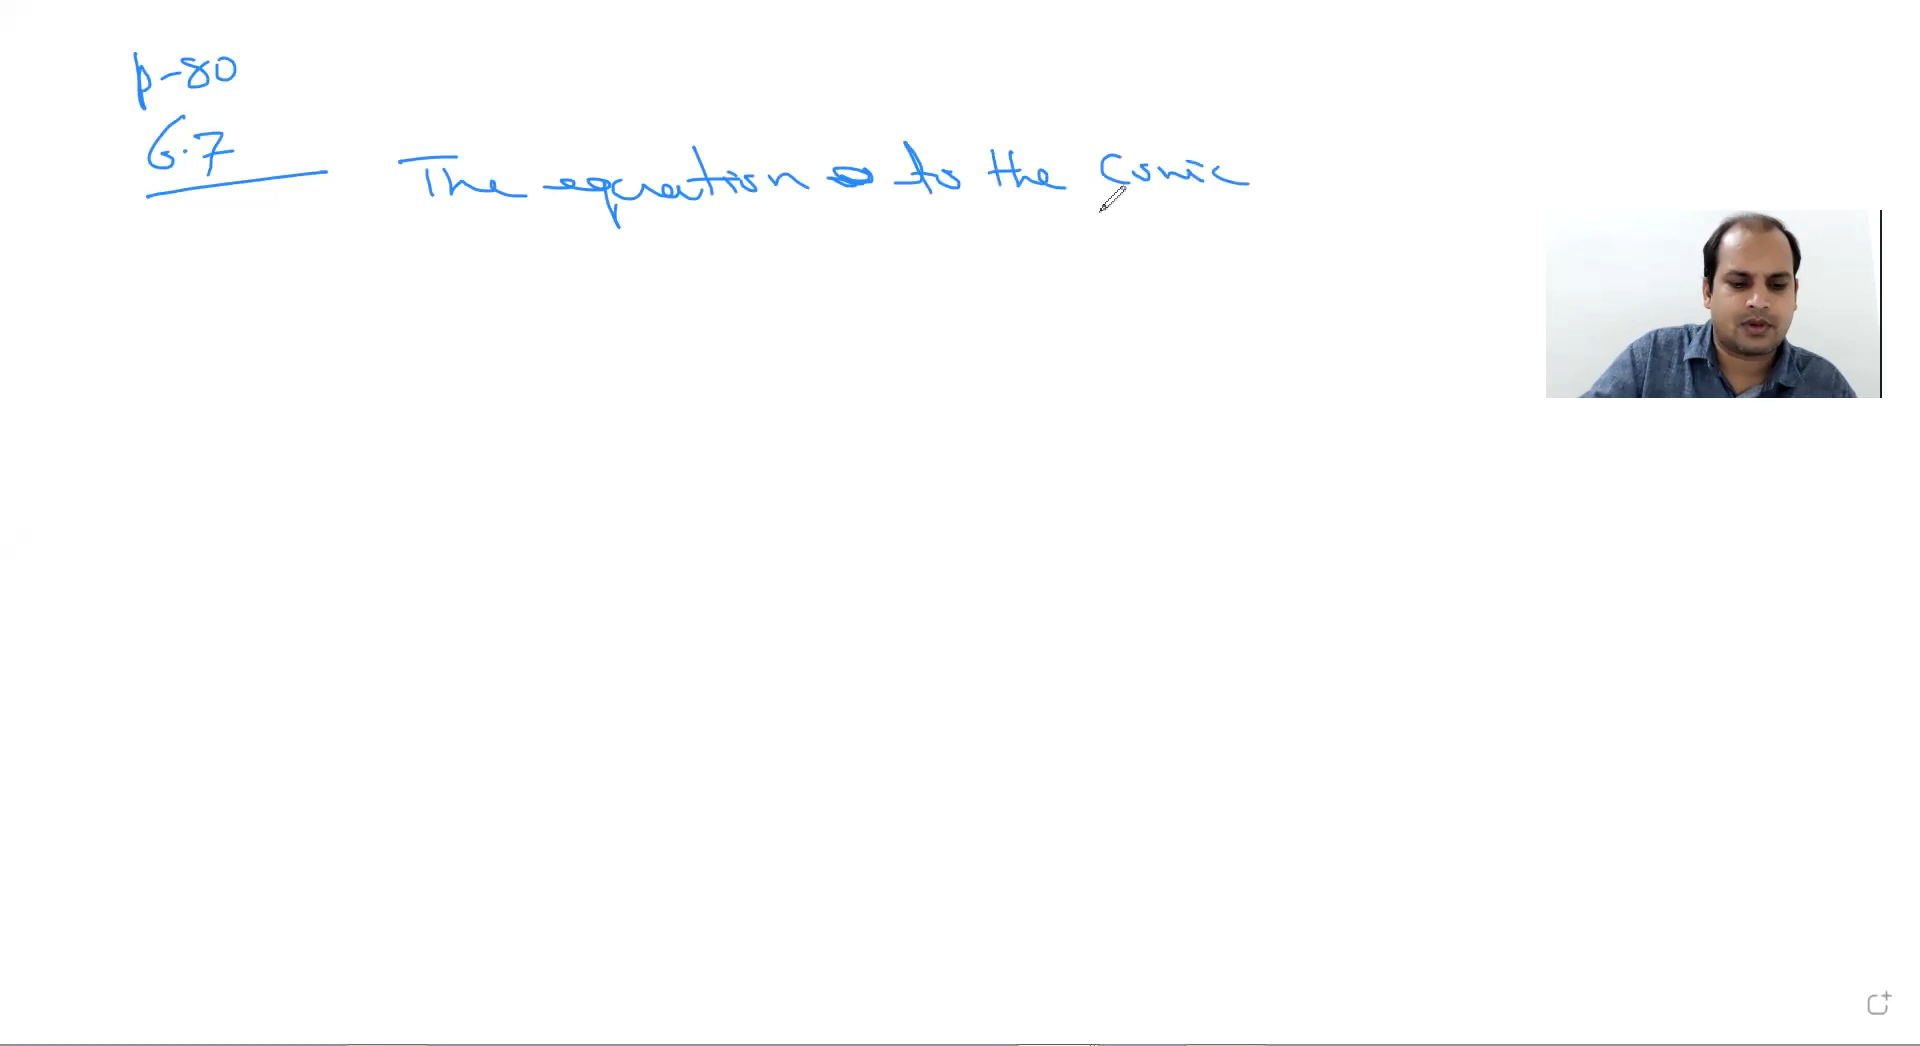 p-80
6.7
The equation to the conic